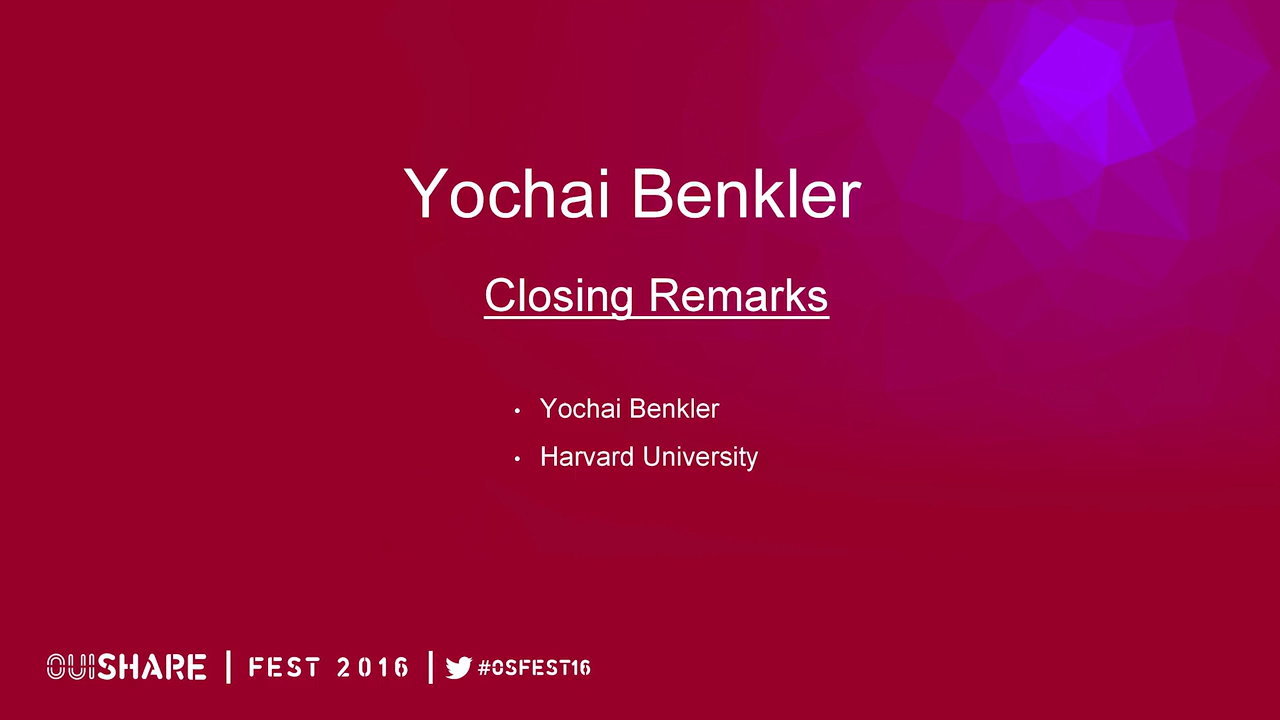 Yochai Benkler
Closing Remarks
• Yochai Benkler
• Harvard University
OUISHARE | FEST 2016 | #OSFEST16